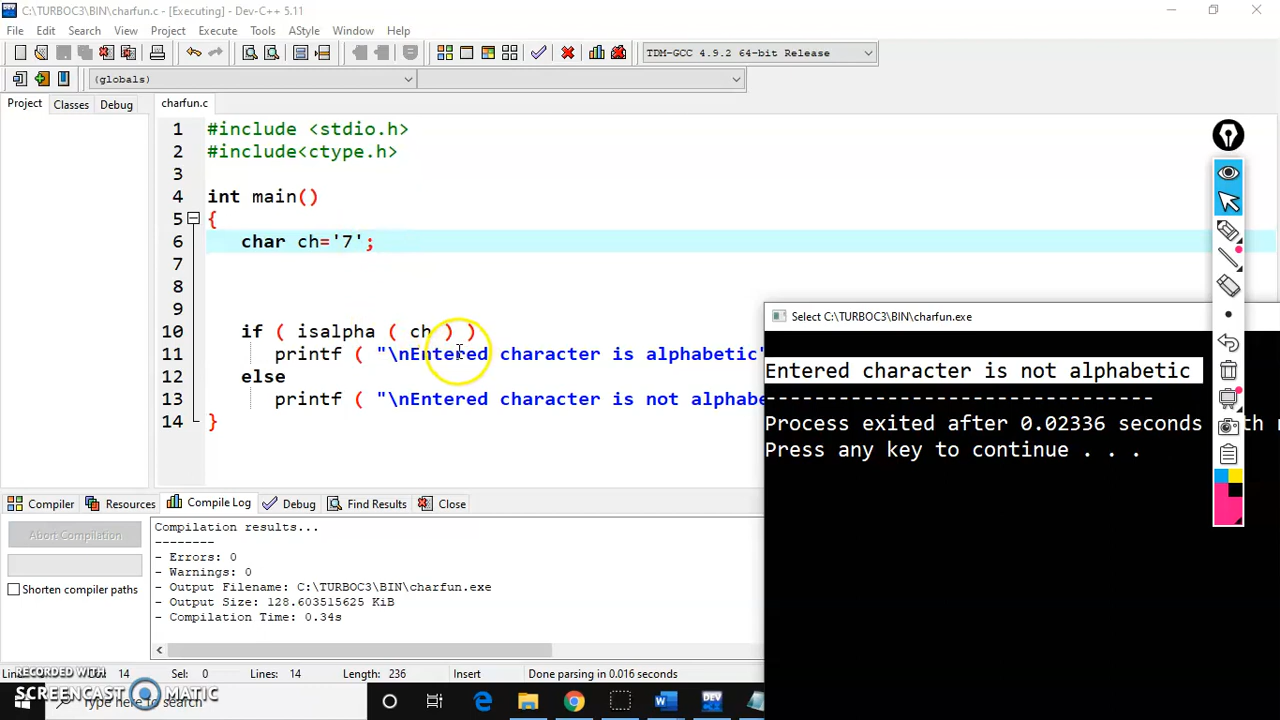 C:\TURBOC3\BIN\charfun.c - [Executing] - Dev-C++ 5.11
File Edit Search View Project Execute Tools AStyle Window Help
TDM-GCC 4.9.2 64-bit Release
(globals)
Project Classes Debug charfun.c
1 #include <stdio.h>
2 #include<ctype.h>
3
4 int main()
5 {
6 char ch='7';
7
8
9
10 if ( isalpha ( ch ) )
11 printf ( "\nEntered character is alphabetic"
12 else
13 printf ( "\nEntered character is not alphabe
14 }
Select C:\TURBOC3\BIN\charfun.exe
Entered character is not alphabetic
--------------------------------
Process exited after 0.02336 seconds
Press any key to continue . . .
Compiler Resources Compile Log Debug Find Results Close
Abort Compilation
Shorten compiler paths
Compilation results...
--------
- Errors: 0
- Warnings: 0
- Output Filename: C:\TURBOC3\BIN\charfun.exe
- Output Size: 128.603515625 KiB
- Compilation Time: 0.34s
14 Sel: 0 Lines: 14 Length: 236 Insert Done parsing in 0.016 seconds
RECORDED WITH
SCREENCAST MATIC
Type here to search